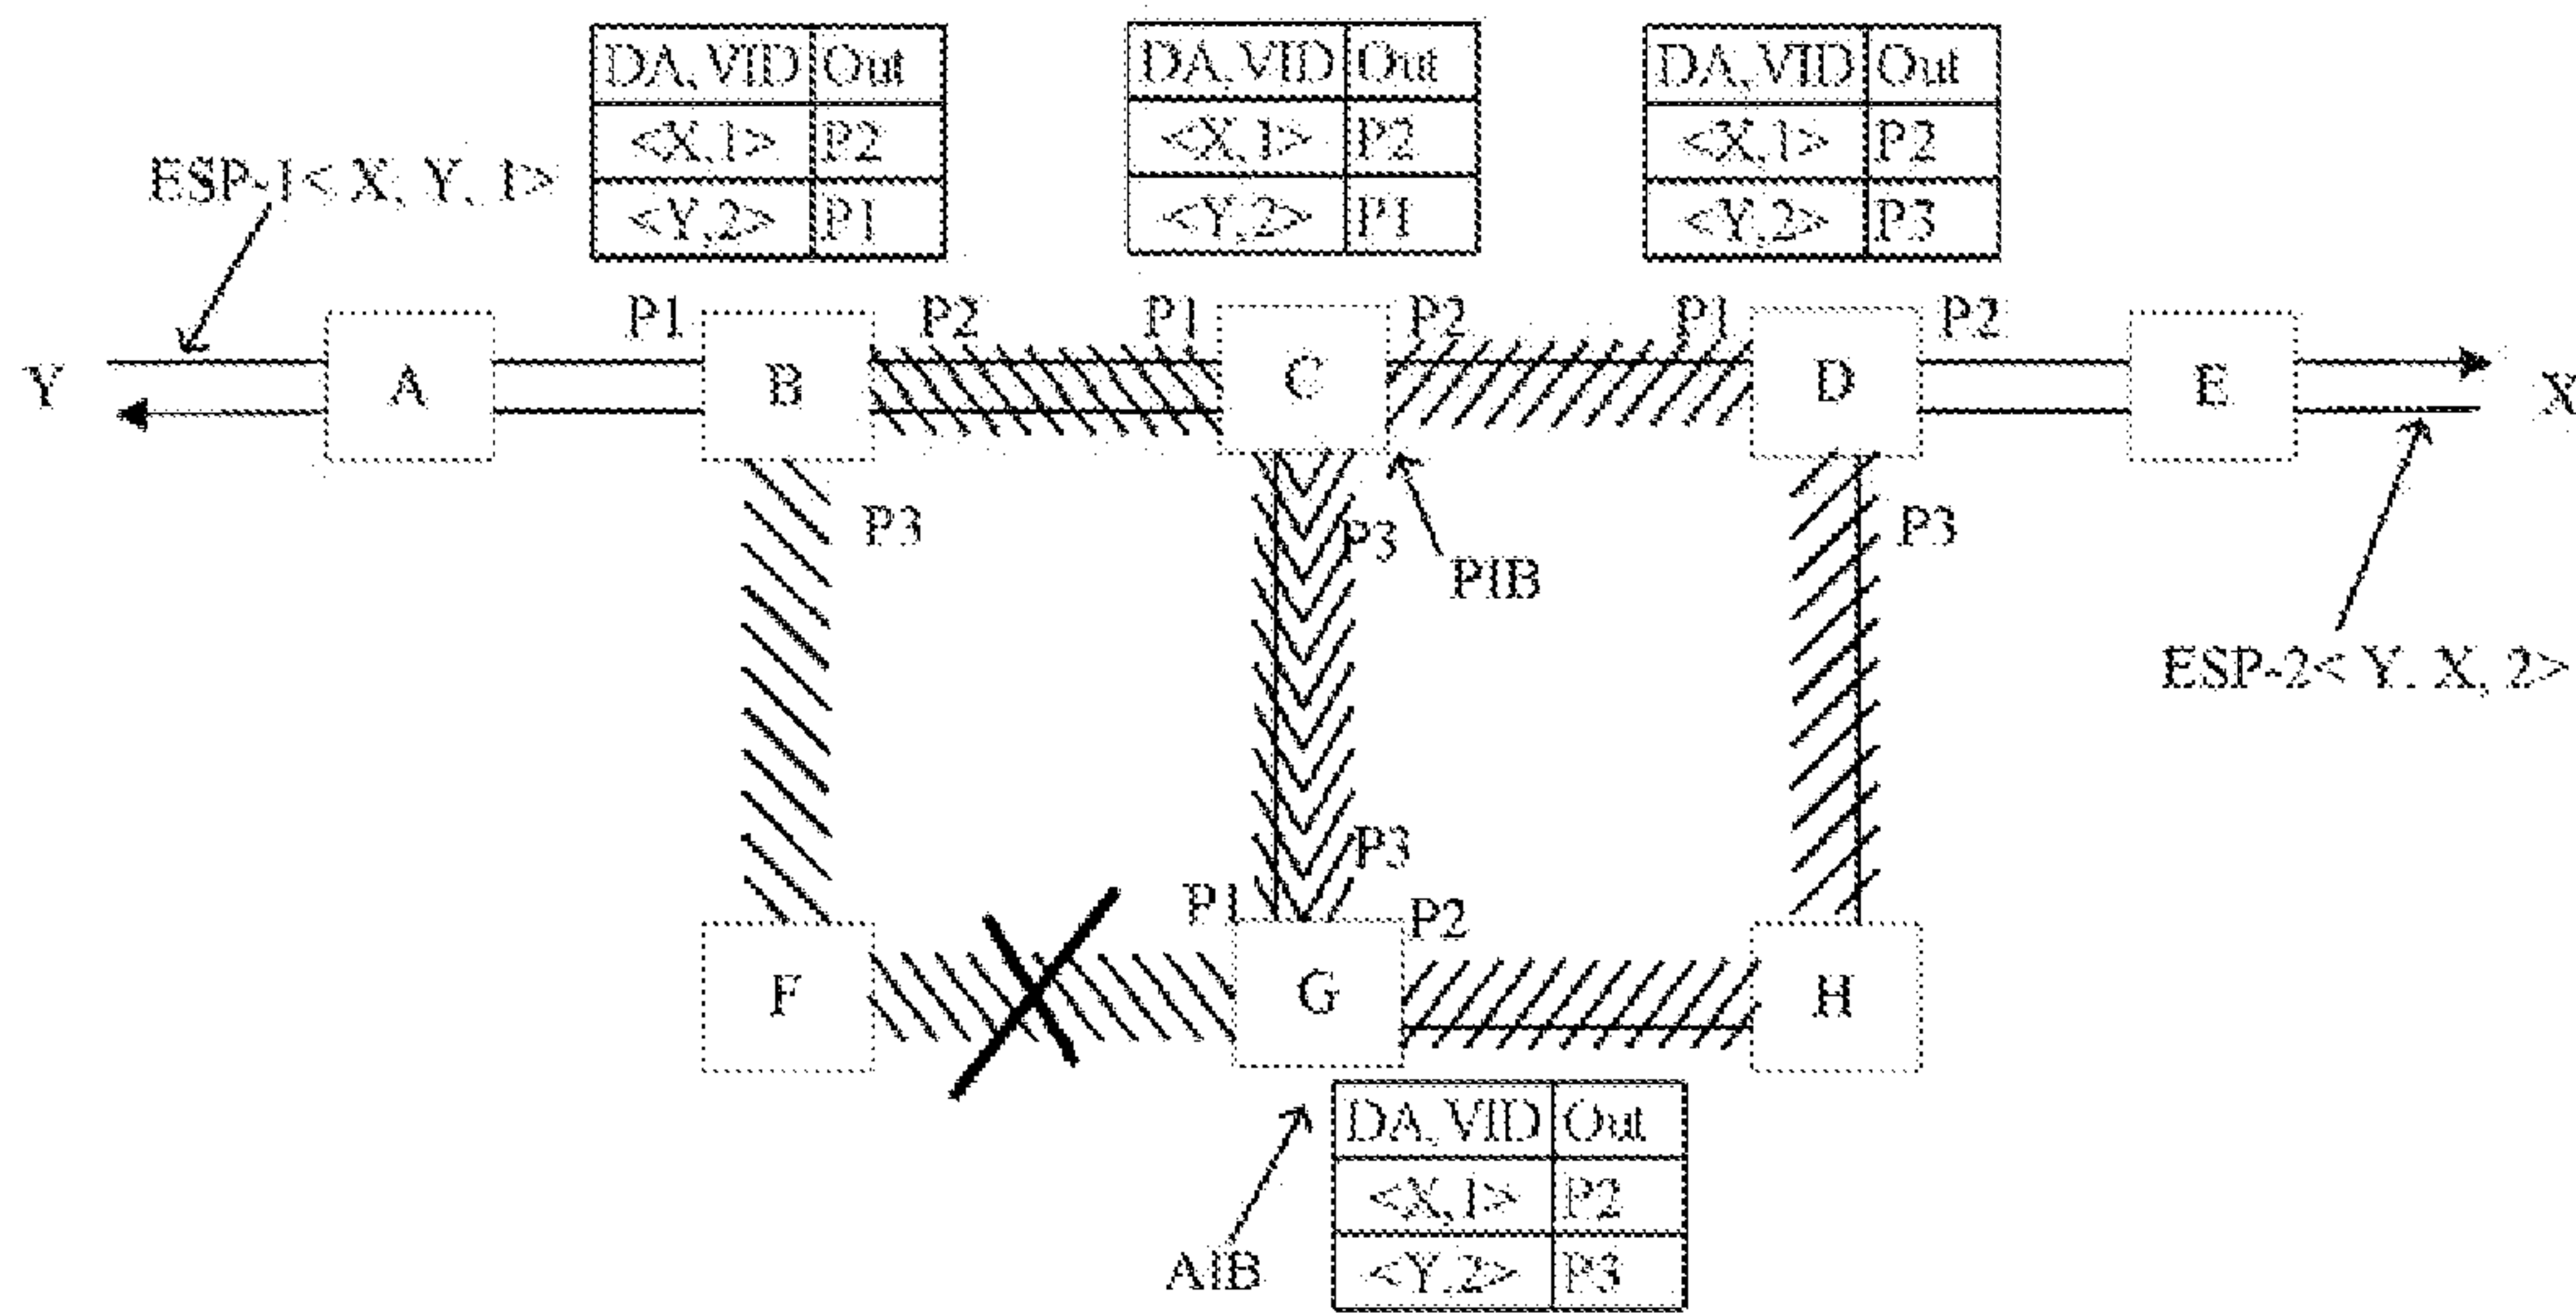 DA,VID Out
<X,1> P2
<Y,2> P1
DA,VID Out
<X,1> P2
<Y,2> P1
DA,VID Out
<X,1> P2
<Y,2> P3
ESP-1< X, Y, 1>
P1 P2 P1 P2 P1 P2
Y A B C D E X
P3 P3 P3
PIB
ESP-2< Y. X, 2>
P3
P1 P2
F G H
DA,VID Out
<X,1> P2
<Y,2> P3
AIB